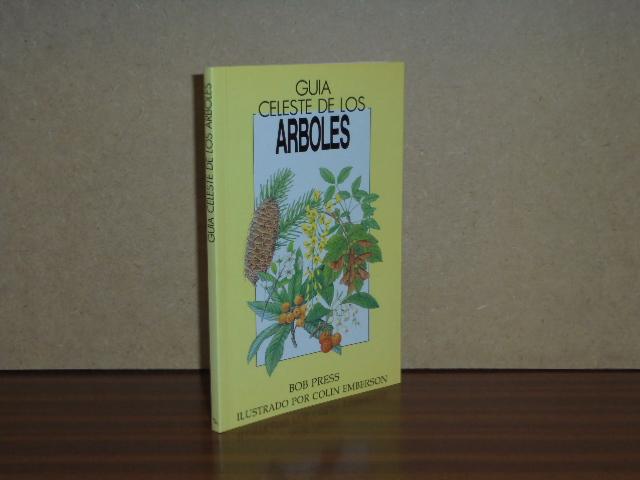 GUIA CELESTE DE LOS ARBOLES
GUIA
CELESTE DE LOS
ARBOLES
BOB PRESS
ILUSTRADO POR COLIN EMBERSON